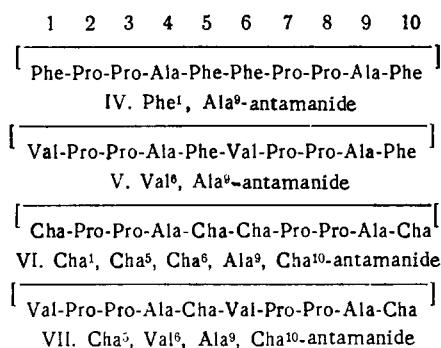 1 2 3 4 5 6 7 8 9 10
Phe-Pro-Pro-Ala-Phe-Phe-Pro-Pro-Ala-Phe
IV. Phe¹, Ala⁹-antamanide
Val-Pro-Pro-Ala-Phe-Val-Pro-Pro-Ala-Phe
V. Val⁶, Ala⁹-antamanide
Cha-Pro-Pro-Ala-Cha-Cha-Pro-Pro-Ala-Cha
VI. Cha¹, Cha⁵, Cha⁶, Ala⁹, Cha¹⁰-antamanide
Val-Pro-Pro-Ala-Cha-Val-Pro-Pro-Ala-Cha
VII. Cha⁵, Val⁶, Ala⁹, Cha¹⁰-antamanide